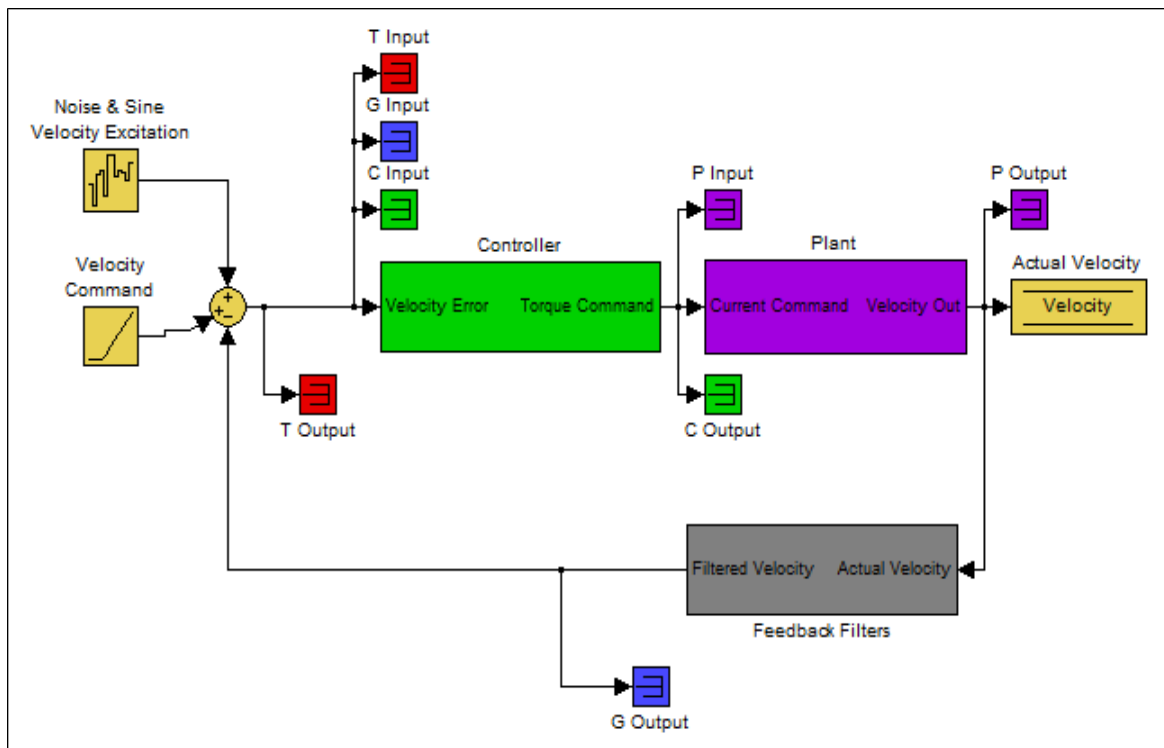 T Input
Noise & Sine
Velocity Excitation
G Input
C Input
P Input
P Output
Velocity
Command
Controller
Plant
Actual Velocity
+
+
−
Velocity Error
Torque Command
Current Command
Velocity Out
Velocity
T Output
C Output
Filtered Velocity
Actual Velocity
Feedback Filters
G Output